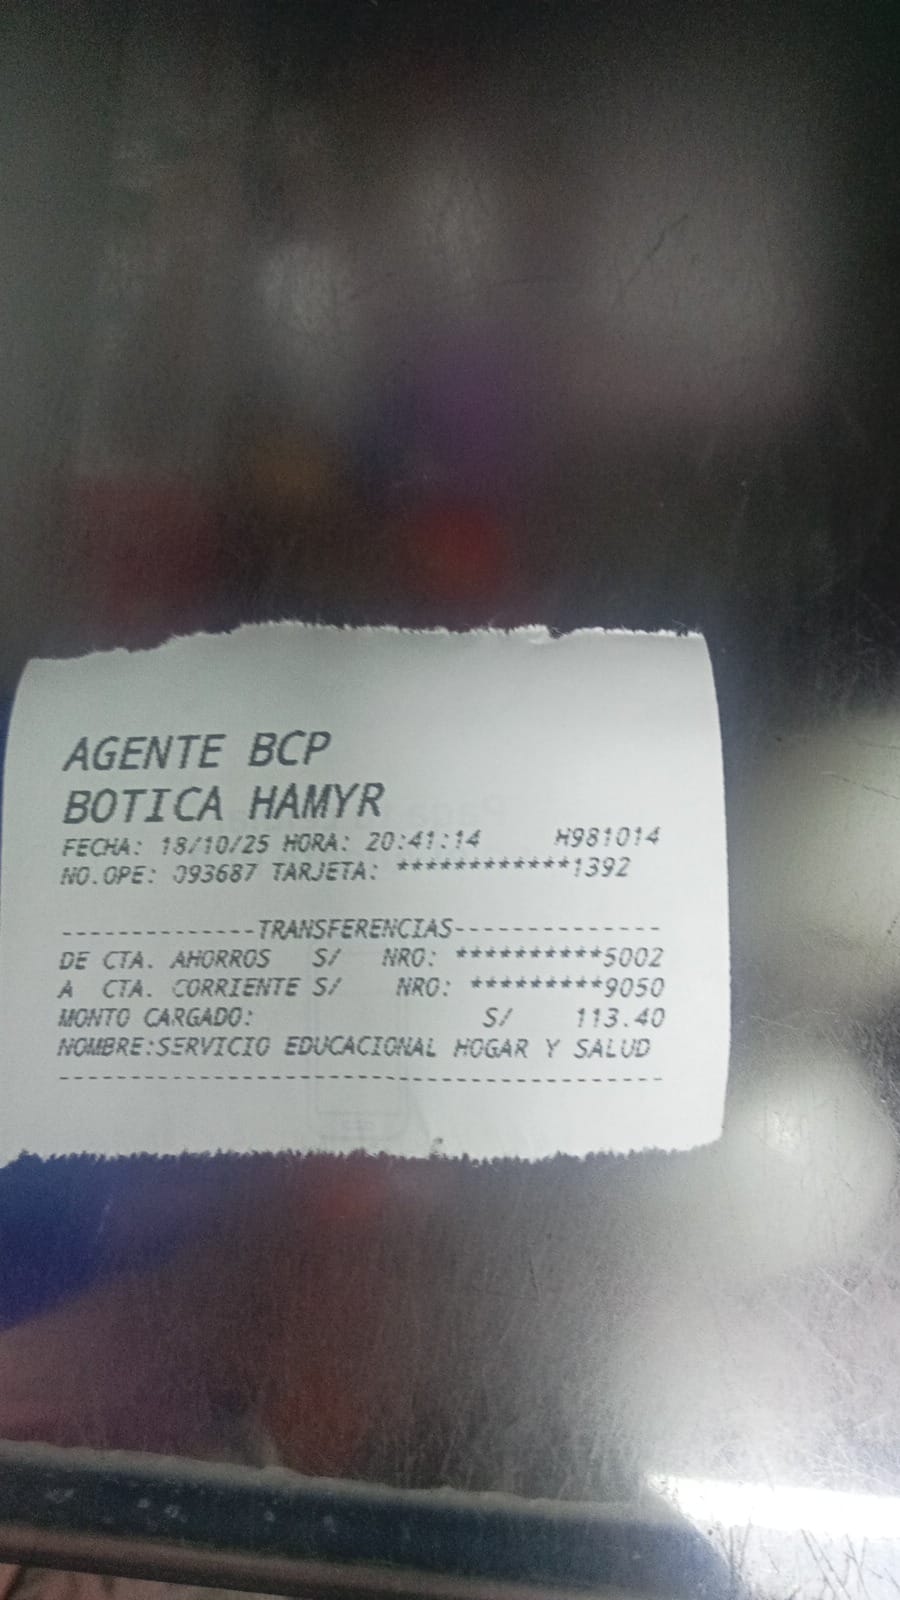 AGENTE BCP
BOTICA HAMYR
FECHA: 18/10/25 HORA: 20:41:14 H981014
NO.OPE: 093687 TARJETA: ************1392
--------------TRANSFERENCIAS---------------
DE CTA. AHORROS S/ NRO: **********5002
A CTA. CORRIENTE S/ NRO: *********9050
MONTO CARGADO: S/ 113.40
NOMBRE:SERVICIO EDUCACIONAL HOGAR Y SALUD
--------------------------------------------